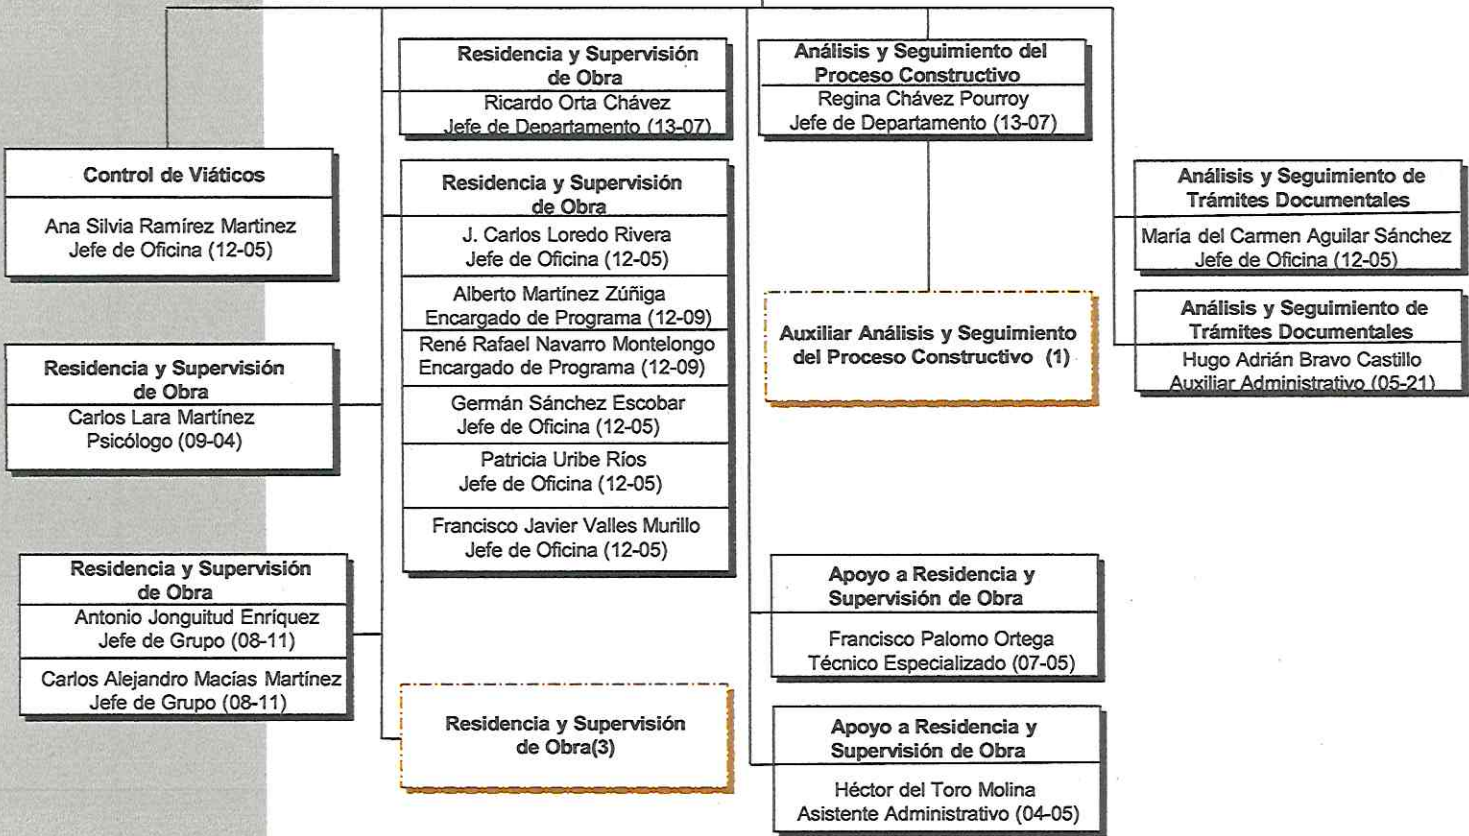 Residencia y Supervisión
de Obra
Ricardo Orta Chávez
Jefe de Departamento (13-07)
Análisis y Seguimiento del
Proceso Constructivo
Regina Chávez Pourroy
Jefe de Departamento (13-07)
Control de Viáticos
Ana Silvia Ramírez Martinez
Jefe de Oficina (12-05)
Residencia y Supervisión
de Obra
J. Carlos Loredo Rivera
Jefe de Oficina (12-05)
Alberto Martínez Zúñiga
Encargado de Programa (12-09)
René Rafael Navarro Montelongo
Encargado de Programa (12-09)
Germán Sánchez Escobar
Jefe de Oficina (12-05)
Patricia Uribe Ríos
Jefe de Oficina (12-05)
Francisco Javier Valles Murillo
Jefe de Oficina (12-05)
Análisis y Seguimiento de
Trámites Documentales
María del Carmen Aguilar Sánchez
Jefe de Oficina (12-05)
Análisis y Seguimiento de
Trámites Documentales
Hugo Adrián Bravo Castillo
Auxiliar Administrativo (05-21)
Auxiliar Análisis y Seguimiento
del Proceso Constructivo (1)
Residencia y Supervisión
de Obra
Carlos Lara Martínez
Psicólogo (09-04)
Residencia y Supervisión
de Obra
Antonio Jonguitud Enríquez
Jefe de Grupo (08-11)
Carlos Alejandro Macías Martínez
Jefe de Grupo (08-11)
Residencia y Supervisión
de Obra(3)
Apoyo a Residencia y
Supervisión de Obra
Francisco Palomo Ortega
Técnico Especializado (07-05)
Apoyo a Residencia y
Supervisión de Obra
Héctor del Toro Molina
Asistente Administrativo (04-05)